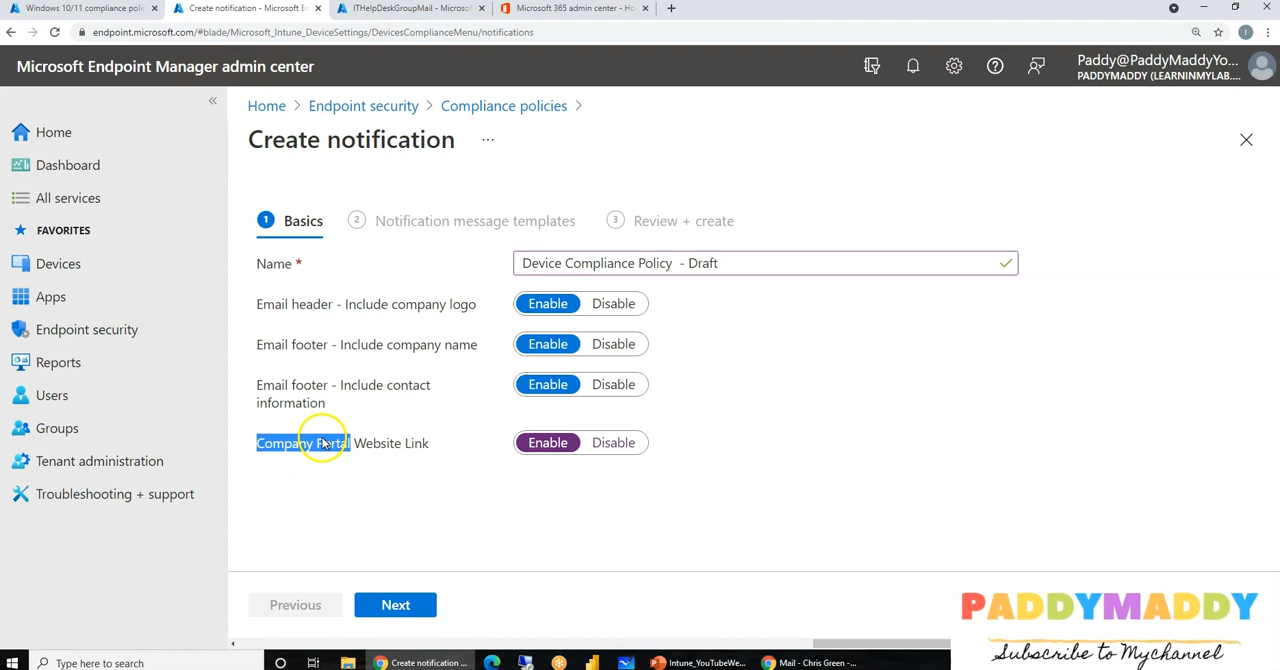 Windows 10/11 compliance polic
Create notification - Microsoft E
ITHelpDeskGroupMail - Microsof
Microsoft 365 admin center - Ho
endpoint.microsoft.com/#blade/Microsoft_Intune_DeviceSettings/DevicesComplianceMenu/notifications
Microsoft Endpoint Manager admin center
Paddy@PaddyMaddyYo...
PADDYMADDY (LEARNINMYLAB....
Home > Endpoint security > Compliance policies >
Create notification ...
Home
Dashboard
All services
FAVORITES
Devices
Apps
Endpoint security
Reports
Users
Groups
Tenant administration
Troubleshooting + support
1 Basics 2 Notification message templates 3 Review + create
Name * Device Compliance Policy - Draft
Email header - Include company logo Enable Disable
Email footer - Include company name Enable Disable
Email footer - Include contact
information Enable Disable
Company Portal Website Link Enable Disable
Previous Next
PADDYMADDY
Subscribe to Mychannel
Type here to search
Create notification ...
Intune_YouTubeWe...
Mail - Chris Green -...